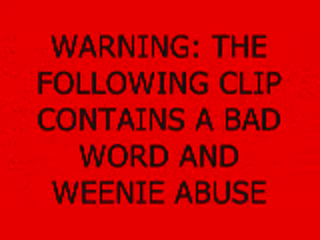 WARNING: THE
FOLLOWING CLIP
CONTAINS A BAD
WORD AND
WEENIE ABUSE